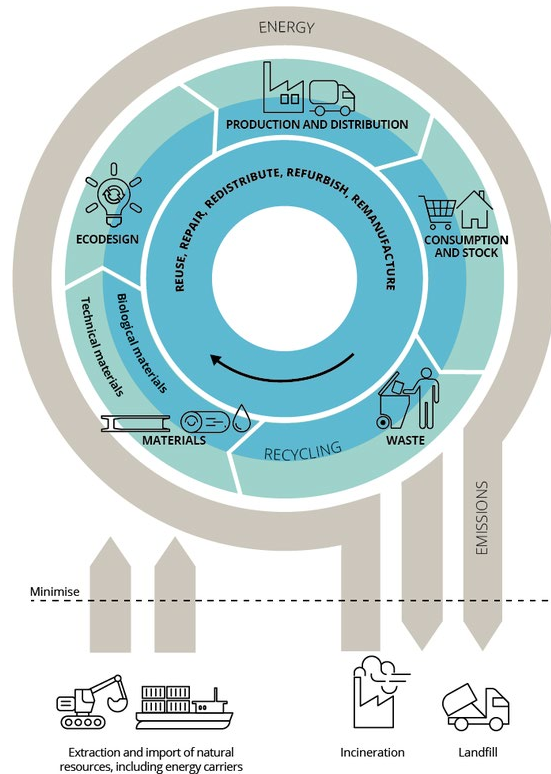 ENERGY
PRODUCTION AND DISTRIBUTION
REUSE, REPAIR, REDISTRIBUTE, REFURBISH, REMANUFACTURE
ECODESIGN
CONSUMPTION
AND STOCK
Biological materials
Technical materials
MATERIALS
RECYCLING
WASTE
EMISSIONS
Minimise
Extraction and import of natural
resources, including energy carriers
Incineration
Landfill